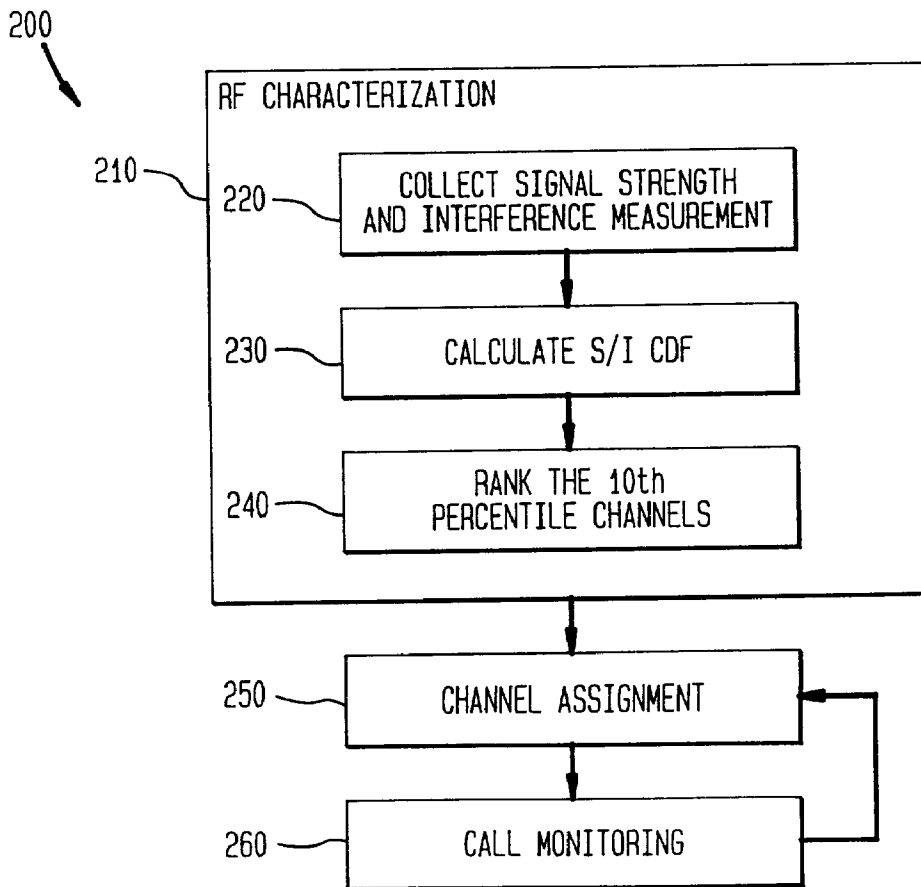 200
RF CHARACTERIZATION
210
220
COLLECT SIGNAL STRENGTH
AND INTERFERENCE MEASUREMENT
230
CALCULATE S/I CDF
240
RANK THE 10th
PERCENTILE CHANNELS
250
CHANNEL ASSIGNMENT
260
CALL MONITORING